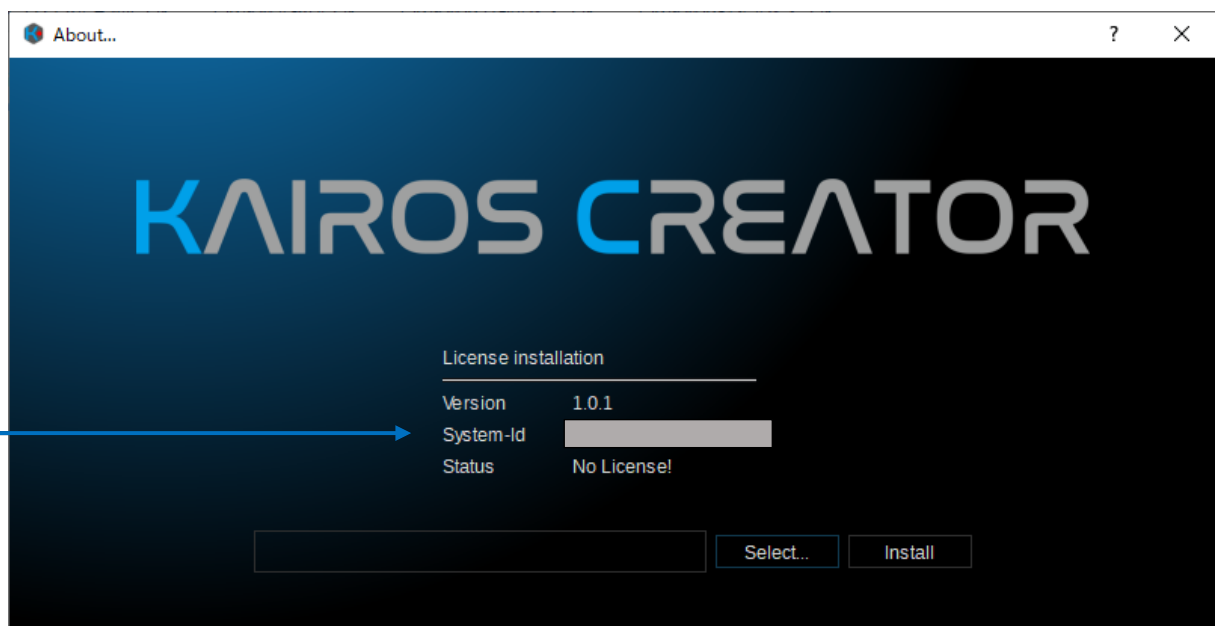 About...
?
KAIROS CREATOR
License installation
Version 1.0.1
System-Id
Status No License!
Select... Install